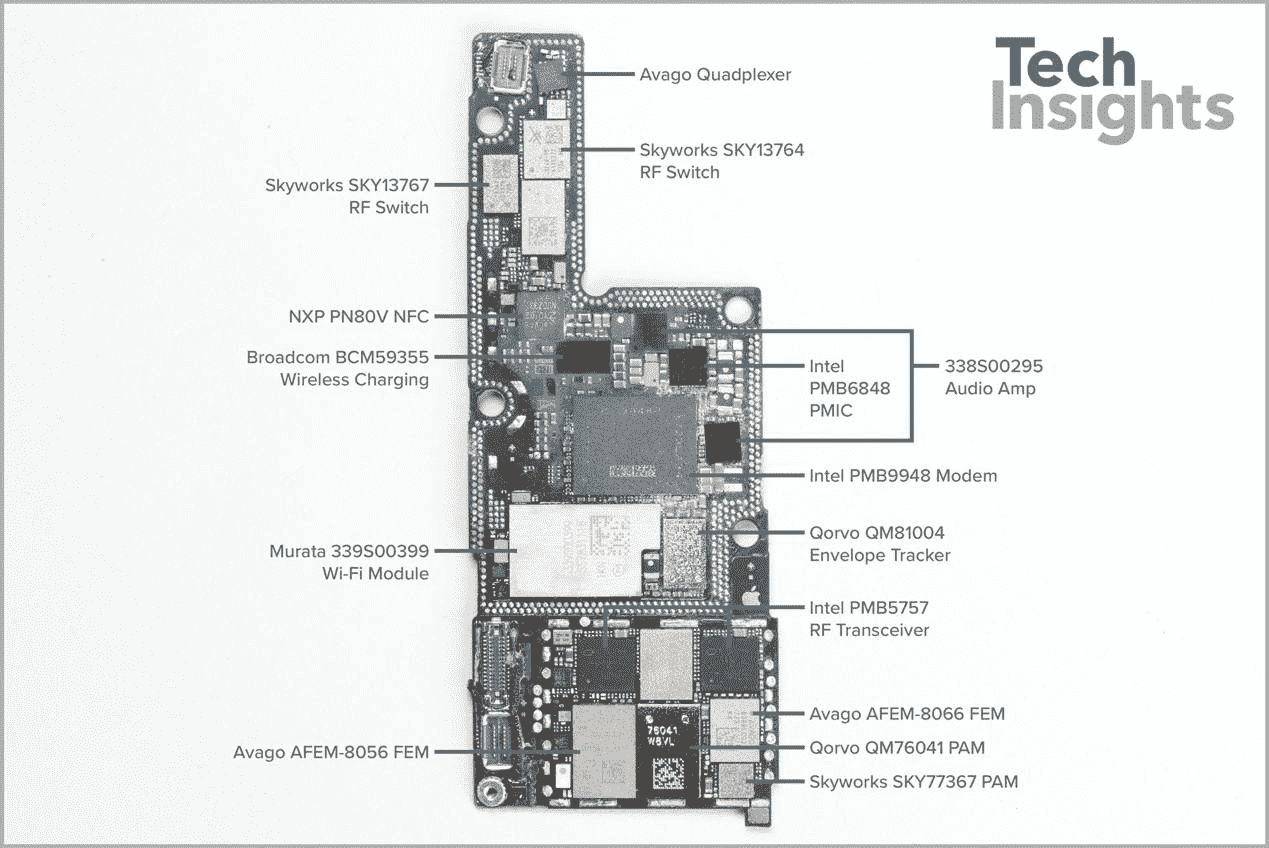 Tech
Insights
Avago Quadplexer
Skyworks SKY13764
RF Switch
Skyworks SKY13767
RF Switch
NXP PN80V NFC
Broadcom BCM59355
Wireless Charging
Intel
PMB6848
PMIC
338S00295
Audio Amp
Intel PMB9948 Modem
Qorvo QM81004
Envelope Tracker
Murata 339S00399
Wi-Fi Module
Intel PMB5757
RF Transceiver
Avago AFEM-8066 FEM
Avago AFEM-8056 FEM
76041
Qorvo QM76041 PAM
Skyworks SKY77367 PAM